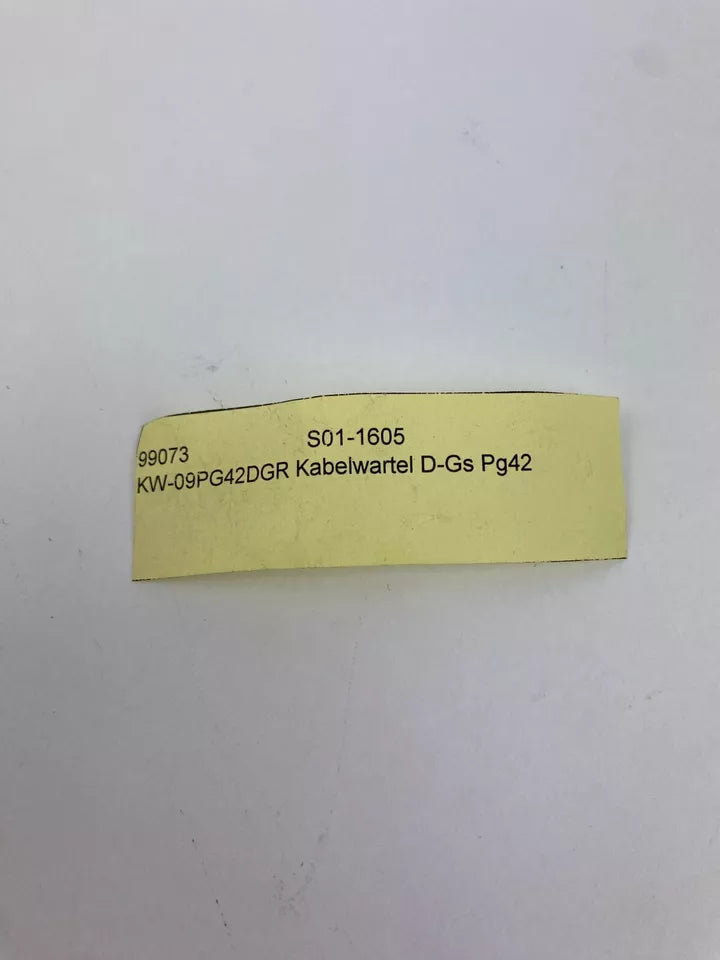 99073 S01-1605
KW-09PG42DGR Kabelwartel D-Gs Pg42